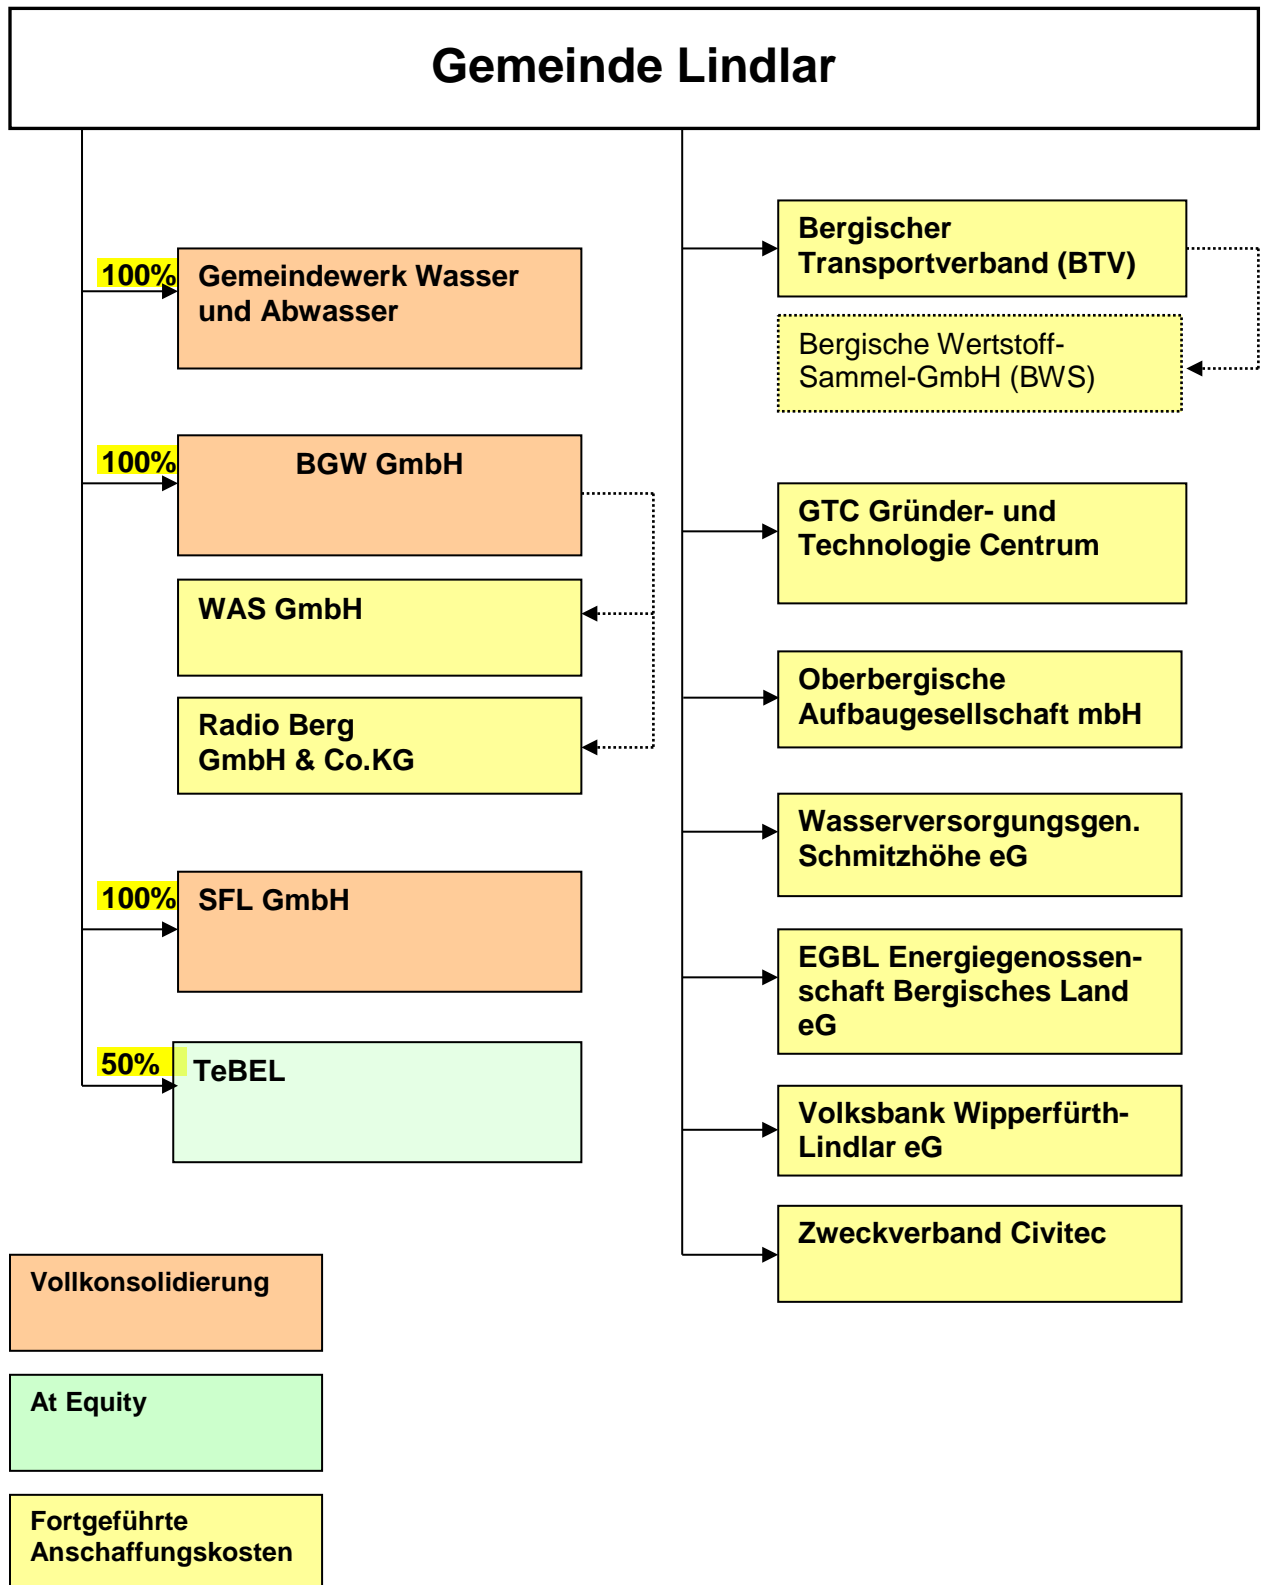 Gemeinde Lindlar
100%
Gemeindewerk Wasser
und Abwasser
100%
BGW GmbH
WAS GmbH
Radio Berg
GmbH & Co.KG
100%
SFL GmbH
50%
TeBEL
Bergischer
Transportverband (BTV)
Bergische Wertstoff-
Sammel-GmbH (BWS)
GTC Gründer- und
Technologie Centrum
Oberbergische
Aufbaugesellschaft mbH
Wasserversorgungsgen.
Schmitzhöhe eG
EGBL Energiegenossen-
schaft Bergisches Land
eG
Volksbank Wipperfürth-
Lindlar eG
Zweckverband Civitec
Vollkonsolidierung
At Equity
Fortgeführte
Anschaffungskosten